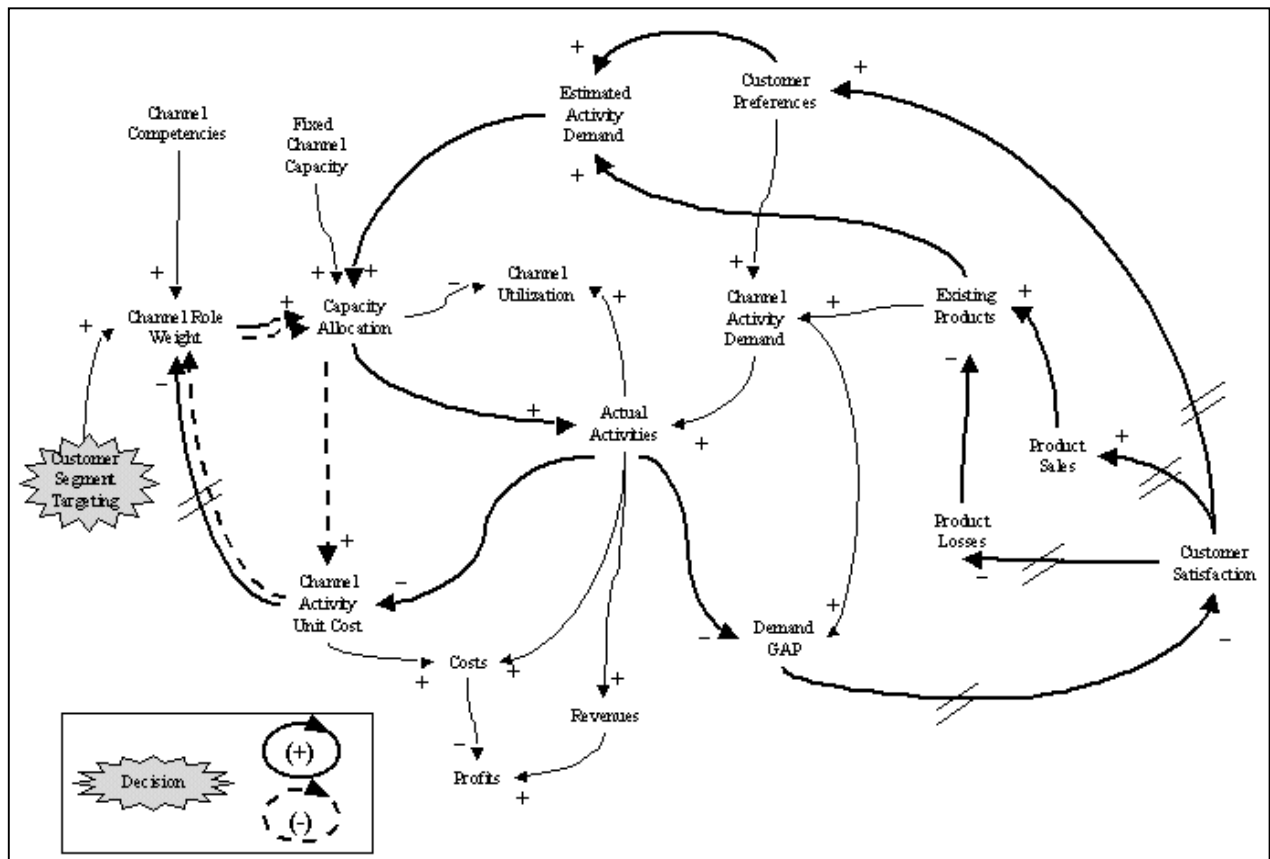 +
+
Customer
Preferences
Estimated
Activity
Demand
+
Channel
Competencies
Fixed
Channel
Capacity
+
+
+
+
+
-
Channel
Utilization
+
+
Channel
Activity
Demand
+
Existing
Products
+
+
Channel Role
Weight
+
Capacity
Allocation
-
-
+
Actual
Activities
+
+
Product
Sales
Customer
Segment
Targeting
Product
Losses
-
Customer
Satisfaction
+
Channel
Activity
Unit Cost
-
+
-
Demand
GAP
-
Costs
+
+
+
Revenues
-
Profits
+
Decision
(+)
(-)